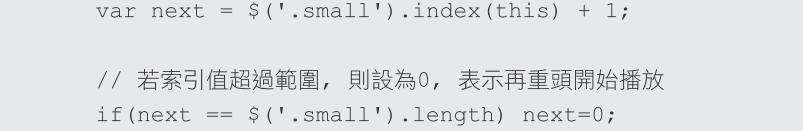 var next = $('.small').index(this) + 1;
// 若索引值超過範圍, 則設為0, 表示再重頭開始播放
if(next == $('.small').length) next=0;